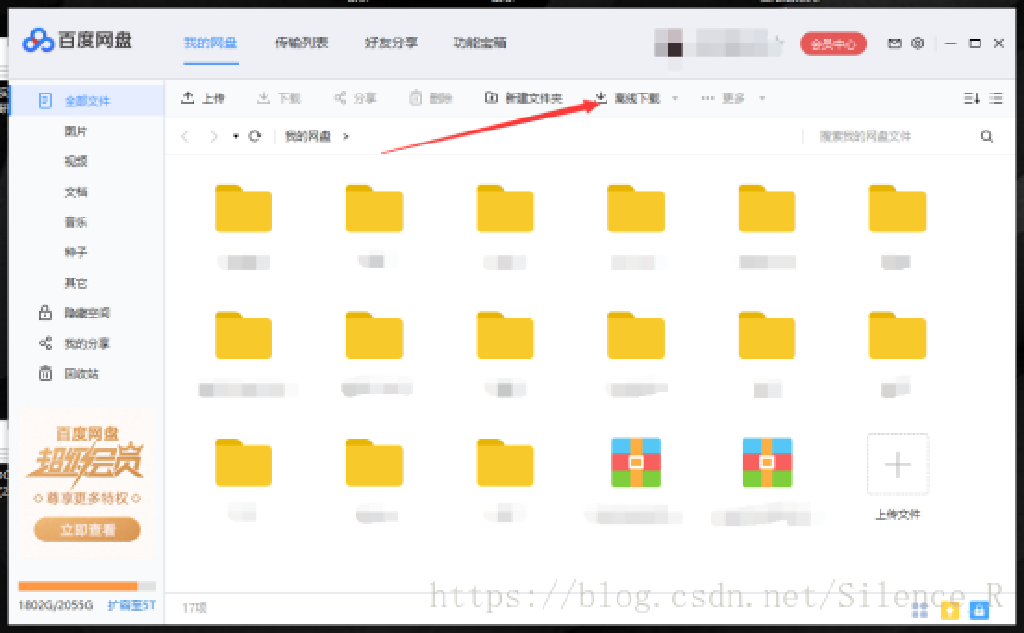 百度网盘
我的网盘 传输列表 好友分享 功能宝箱 会员中心
上传 下载 分享 删除 新建文件夹 离线下载 更多
我的网盘 > 搜索我的网盘文件
全部文件
图片
视频
文档
音乐
种子
其它
隐藏空间
我的分享
回收站
百度网盘
超级会员
尊享更多特权
立即查看
1802G/2055G 扩容至5T
上传文件
17项
https://blog.csdn.net/Silence_R